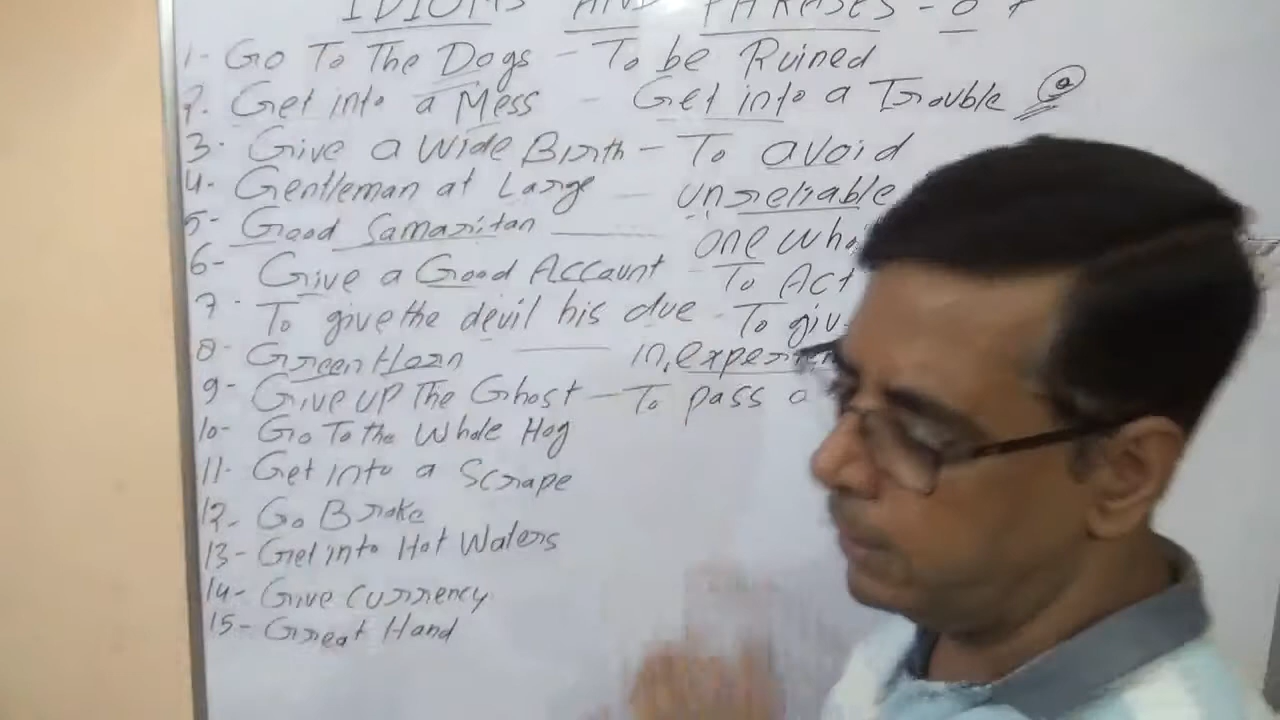 IDIOMS AND PHRASES - 07
1- Go To The Dogs - To be Ruined
2. Get into a Mess - Get into a Trouble
3. Give a Wide Birth - To avoid
4. Gentleman at Large - unreliable
5- Good Samaritan - one who
6- Give a Good Account - To Act
7. To give the devil his due - To giv
8- Green Horn - in,experien
9- Give up The Ghost - To pass a
10- Go To the Whole Hog
11- Get into a Scrape
12- Go Broke
13- Get into Hot Waters
14- Give Currency
15- Great Hand